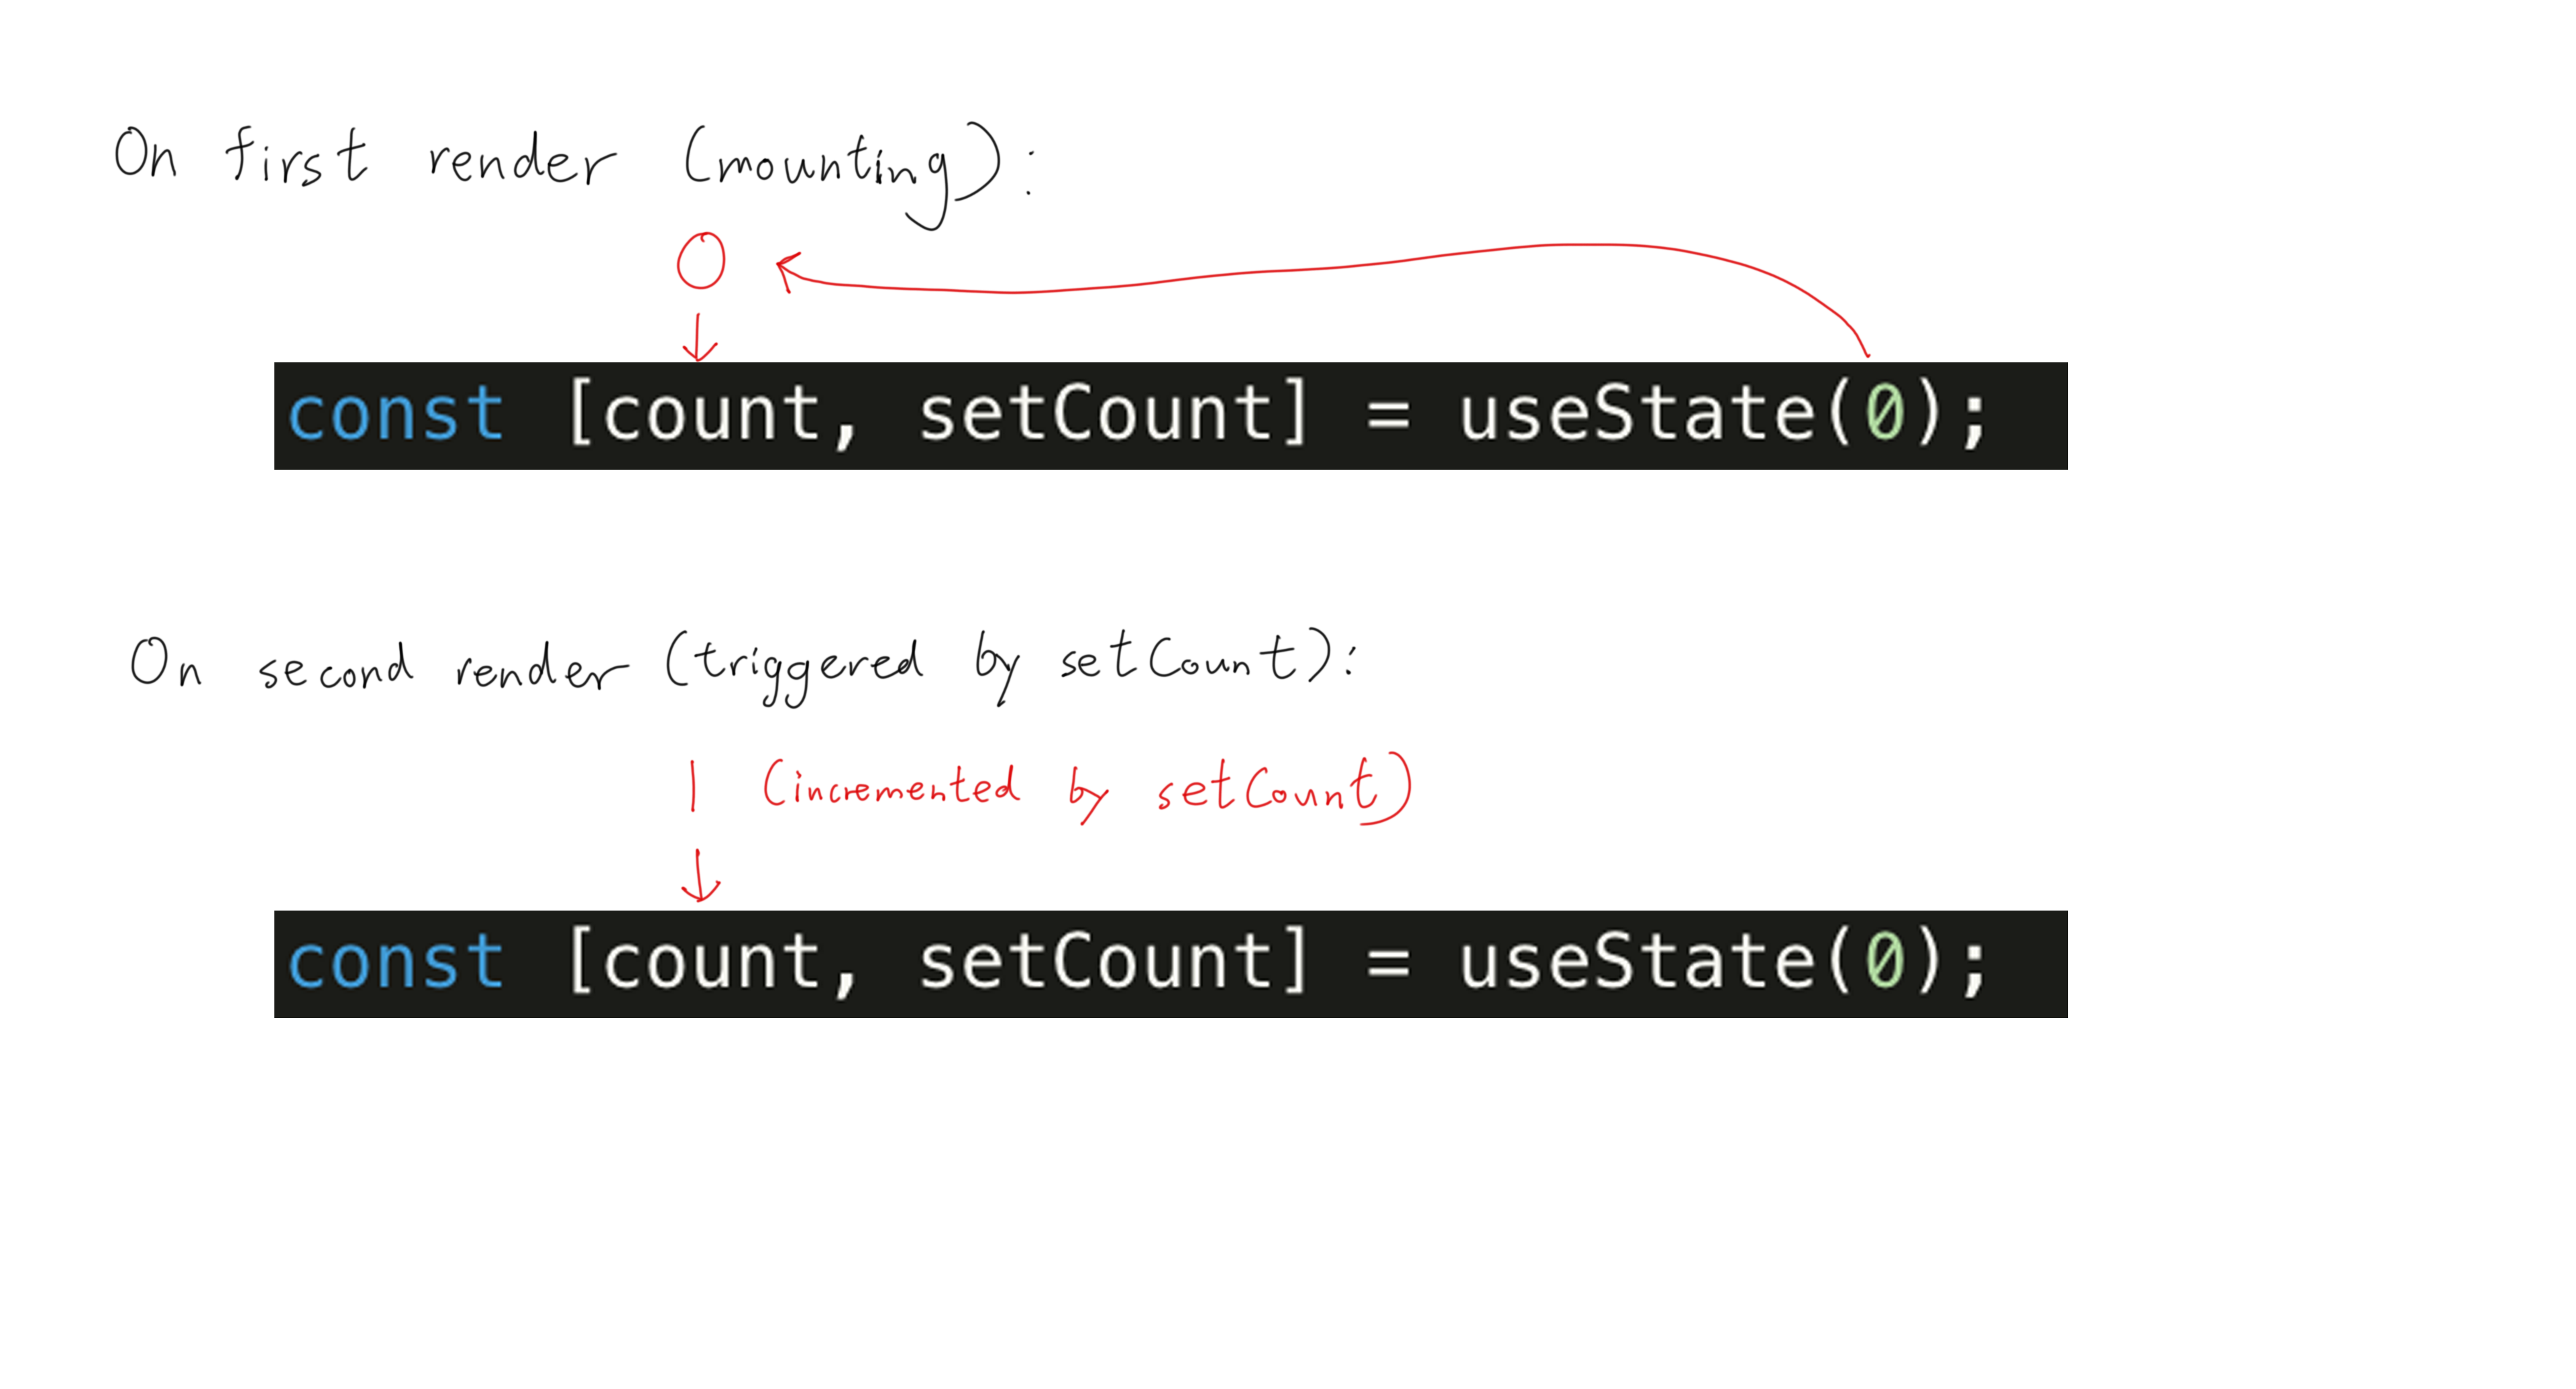 On first render (mounting):
0
const [count, setCount] = useState(0);
On second render (triggered by setCount):
1 (incremented by setCount)
const [count, setCount] = useState(0);